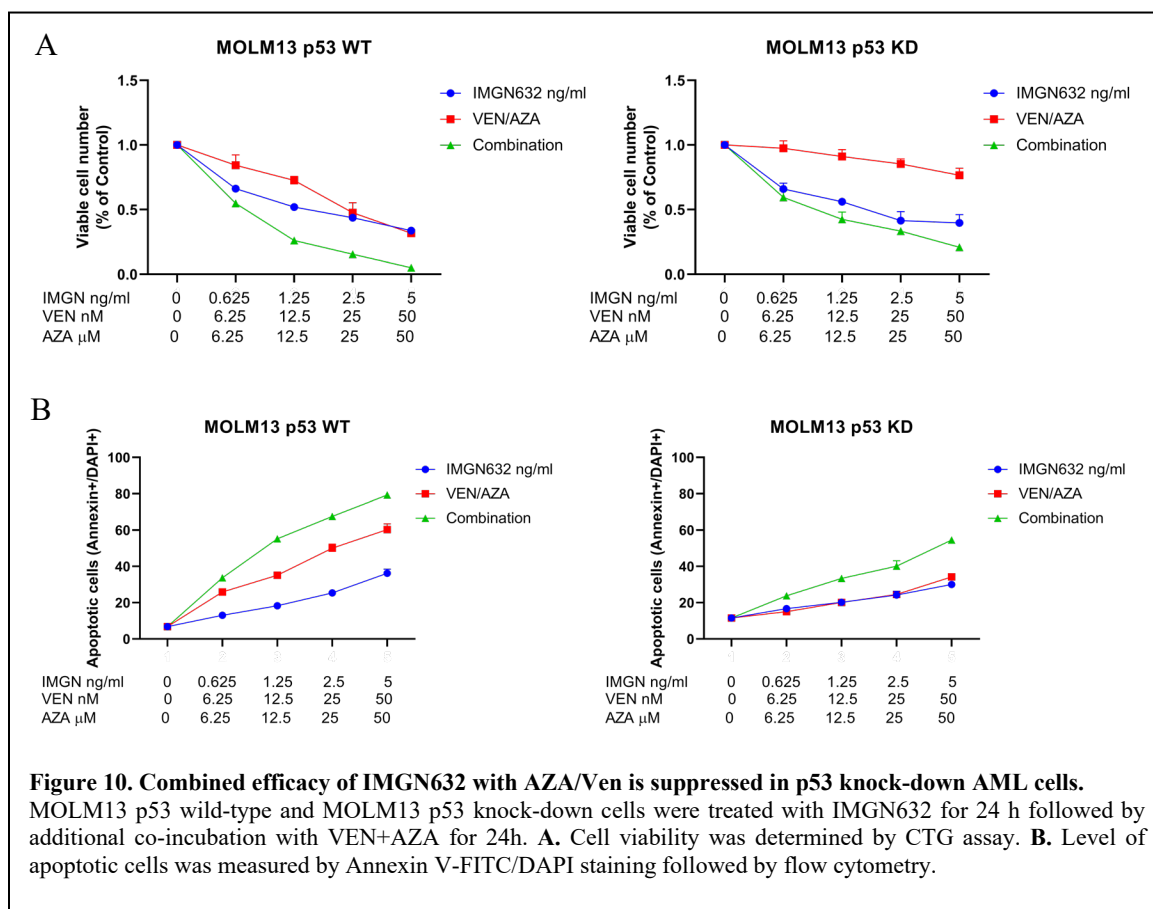 A
MOLM13 p53 WT
Viable cell number
(% of Control)
1.5
1.0
0.5
0.0
IMGN632 ng/ml
VEN/AZA
Combination
IMGN ng/ml 0 0.625 1.25 2.5 5
VEN nM 0 6.25 12.5 25 50
AZA μM 0 6.25 12.5 25 50
MOLM13 p53 KD
Viable cell number
(% of Control)
1.5
1.0
0.5
0.0
IMGN632 ng/ml
VEN/AZA
Combination
0 0.625 1.25 2.5 5
0 6.25 12.5 25 50
0 6.25 12.5 25 50
B
MOLM13 p53 WT
Apoptotic cells (Annexin+/DAPI+)
100
80
60
40
20
0
IMGN632 ng/ml
VEN/AZA
Combination
1 2 3 4 5
IMGN ng/ml 0 0.625 1.25 2.5 5
VEN nM 0 6.25 12.5 25 50
AZA μM 0 6.25 12.5 25 50
MOLM13 p53 KD
Apoptotic cells (Annexin+/DAPI+)
100
80
60
40
20
0
IMGN632 ng/ml
VEN/AZA
Combination
1 2 3 4 5
IMGN ng/ml 0 0.625 1.25 2.5 5
VEN nM 0 6.25 12.5 25 50
AZA μM 0 6.25 12.5 25 50
Figure 10. Combined efficacy of IMGN632 with AZA/Ven is suppressed in p53 knock-down AML cells.
MOLM13 p53 wild-type and MOLM13 p53 knock-down cells were treated with IMGN632 for 24 h followed by
additional co-incubation with VEN+AZA for 24h. A. Cell viability was determined by CTG assay. B. Level of
apoptotic cells was measured by Annexin V-FITC/DAPI staining followed by flow cytometry.